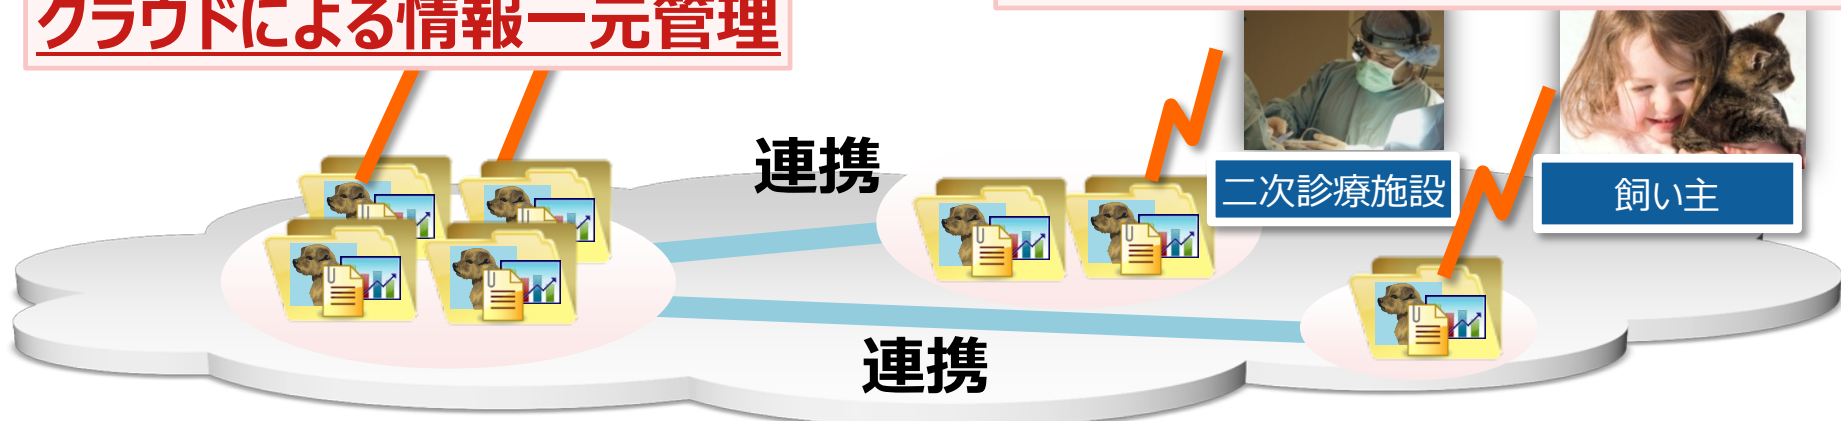 クラウドによる情報一元管理
連携
二次診療施設
飼い主
連携